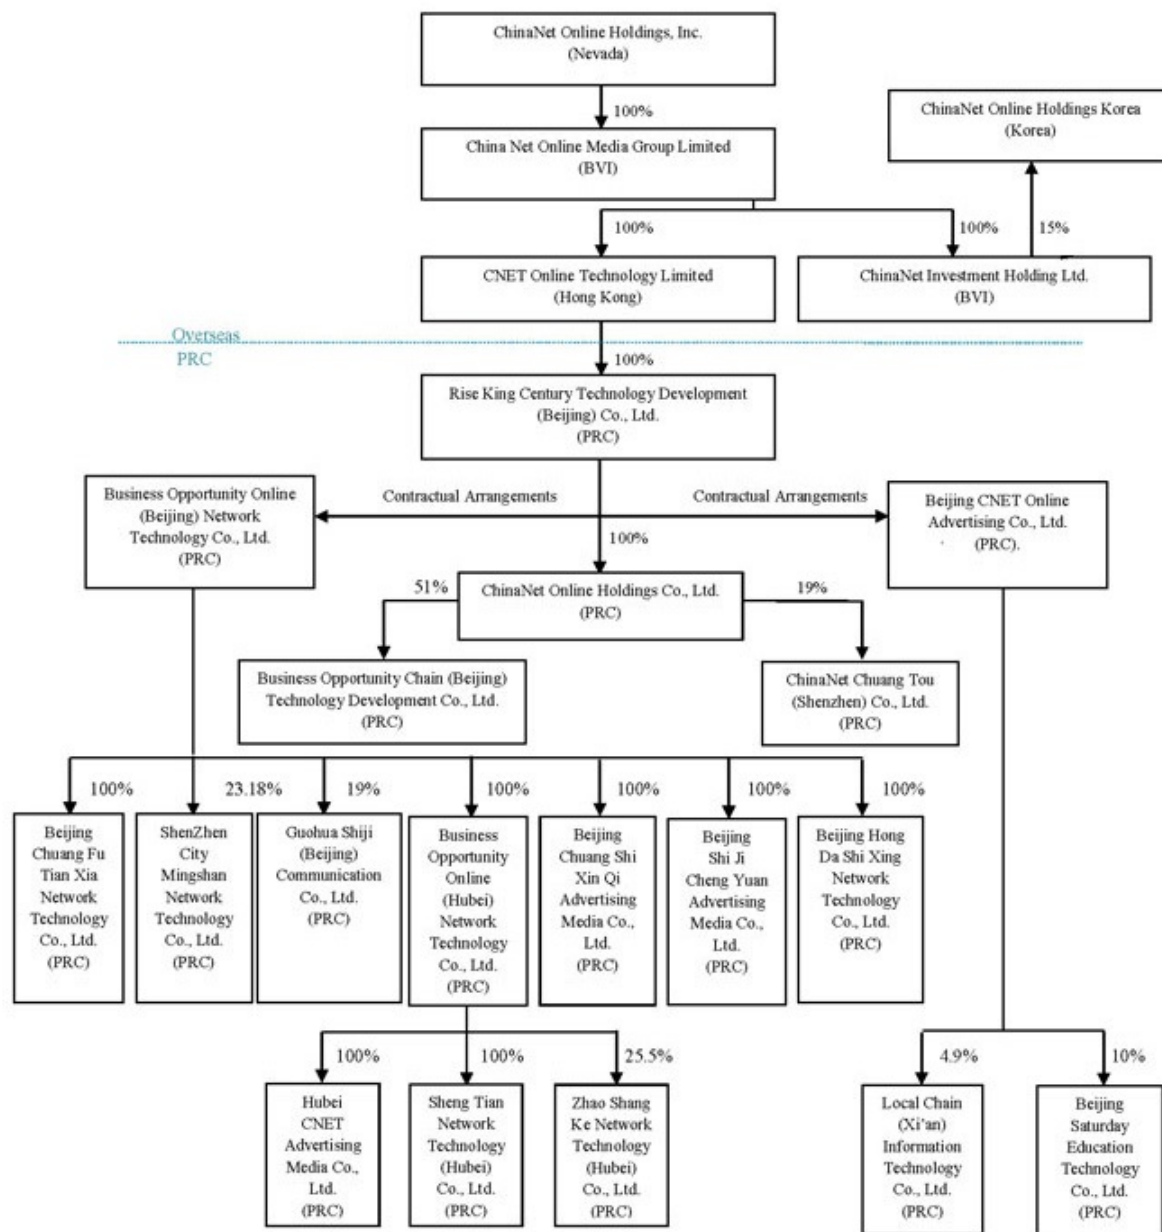 ChinaNet Online Holdings, Inc.
(Nevada)
100%
ChinaNet Online Holdings Korea
(Korea)
China Net Online Media Group Limited
(BVI)
100%
100%
15%
CNET Online Technology Limited
(Hong Kong)
ChinaNet Investment Holding Ltd.
(BVI)
Overseas
PRC
100%
Rise King Century Technology Development
(Beijing) Co., Ltd.
(PRC)
Business Opportunity Online
(Beijing) Network
Technology Co., Ltd.
(PRC)
Contractual Arrangements
Contractual Arrangements
Beijing CNET Online
Advertising Co., Ltd.
(PRC).
100%
51%
ChinaNet Online Holdings Co., Ltd.
(PRC)
19%
Business Opportunity Chain (Beijing)
Technology Development Co., Ltd.
(PRC)
ChinaNet Chuang Tou
(Shenzhen) Co., Ltd.
(PRC)
100%
23.18%
19%
100%
100%
100%
100%
Beijing
Chuang Fu
Tian Xia
Network
Technology
Co., Ltd.
(PRC)
ShenZhen
City
Mingshan
Network
Technology
Co., Ltd.
(PRC)
Guohua Shiji
(Beijing)
Communication
Co., Ltd.
(PRC)
Business
Opportunity
Online
(Hubei)
Network
Technology
Co., Ltd.
(PRC)
Beijing
Chuang Shi
Xin Qi
Advertising
Media Co.,
Ltd.
(PRC)
Beijing
Shi Ji
Cheng Yuan
Advertising
Media Co.,
Ltd.
(PRC)
Beijing Hong
Da Shi Xing
Network
Technology
Co., Ltd.
(PRC)
100%
100%
25.5%
4.9%
10%
Hubei
CNET
Advertising
Media Co.,
Ltd.
(PRC)
Sheng Tian
Network
Technology
(Hubei)
Co., Ltd.
(PRC)
Zhao Shang
Ke Network
Technology
(Hubei)
Co., Ltd.
(PRC)
Local Chain
(Xi'an)
Information
Technology
Co., Ltd.
(PRC)
Beijing
Saturday
Education
Technology
Co., Ltd.
(PRC)